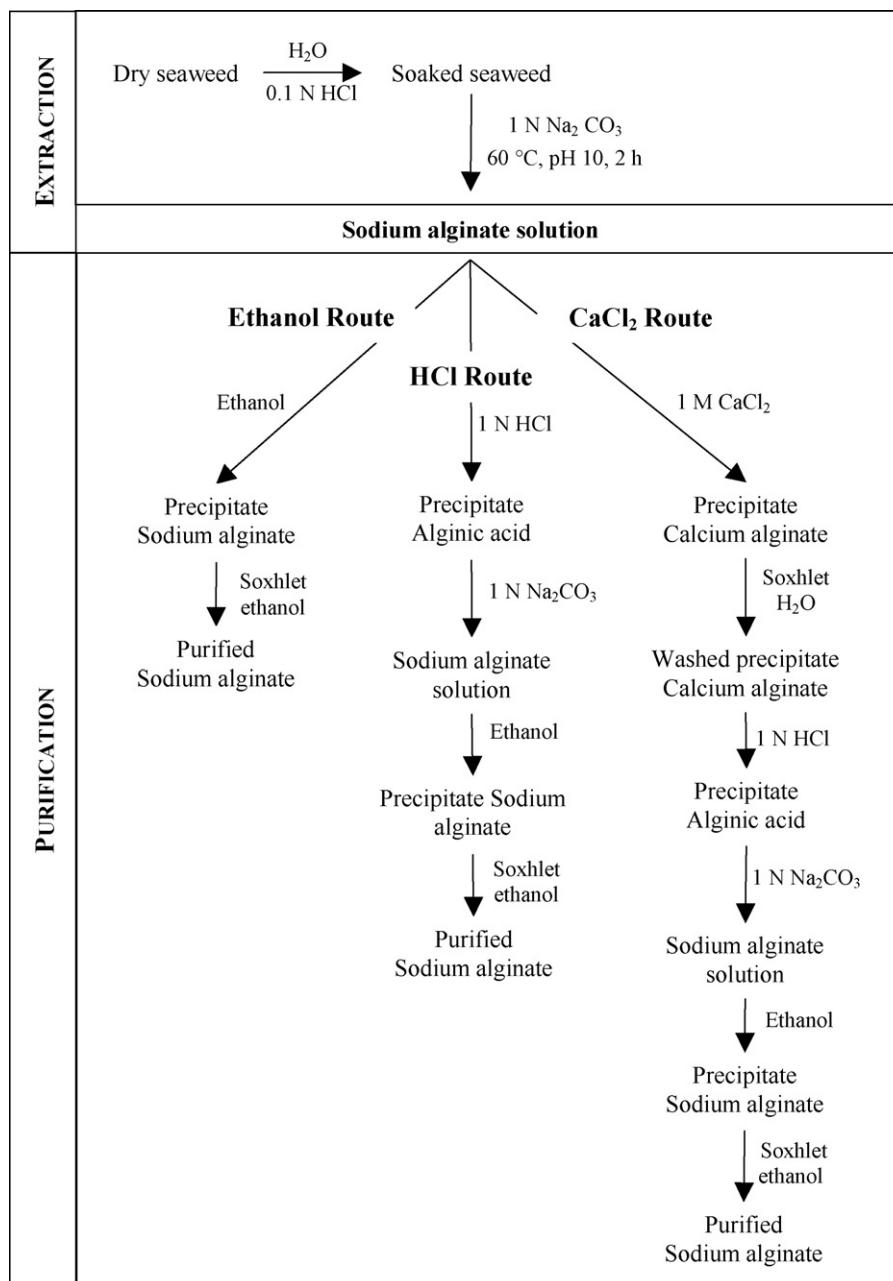 EXTRACTION
Dry seaweed
H₂O
0.1 N HCl
Soaked seaweed
1 N Na₂ CO₃
60 °C, pH 10, 2 h
Sodium alginate solution
PURIFICATION
Ethanol Route
Ethanol
Precipitate
Sodium alginate
Soxhlet
ethanol
Purified
Sodium alginate
HCl Route
1 N HCl
Precipitate
Alginic acid
1 N Na₂CO₃
Sodium alginate
solution
Ethanol
Precipitate Sodium
alginate
Soxhlet
ethanol
Purified
Sodium alginate
CaCl₂ Route
1 M CaCl₂
Precipitate
Calcium alginate
Soxhlet
H₂O
Washed precipitate
Calcium alginate
1 N HCl
Precipitate
Alginic acid
1 N Na₂CO₃
Sodium alginate
solution
Ethanol
Precipitate
Sodium alginate
Soxhlet
ethanol
Purified
Sodium alginate